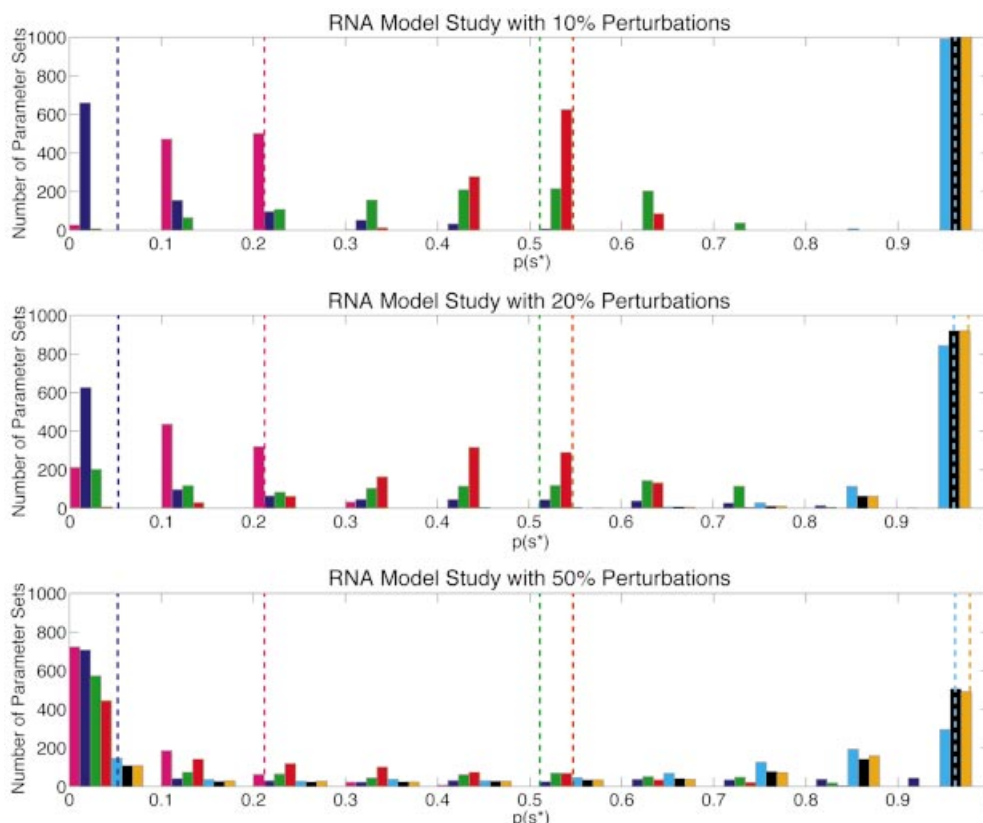 RNA Model Study with 10% Perturbations
Number of Parameter Sets
1000
800
600
400
200
0
0 0.1 0.2 0.3 0.4 0.5 0.6 0.7 0.8 0.9
p(s*)
RNA Model Study with 20% Perturbations
Number of Parameter Sets
1000
800
600
400
200
0
0 0.1 0.2 0.3 0.4 0.5 0.6 0.7 0.8 0.9
p(s*)
RNA Model Study with 50% Perturbations
Number of Parameter Sets
1000
800
600
400
200
0
0 0.1 0.2 0.3 0.4 0.5 0.6 0.7 0.8 0.9
p(s*)